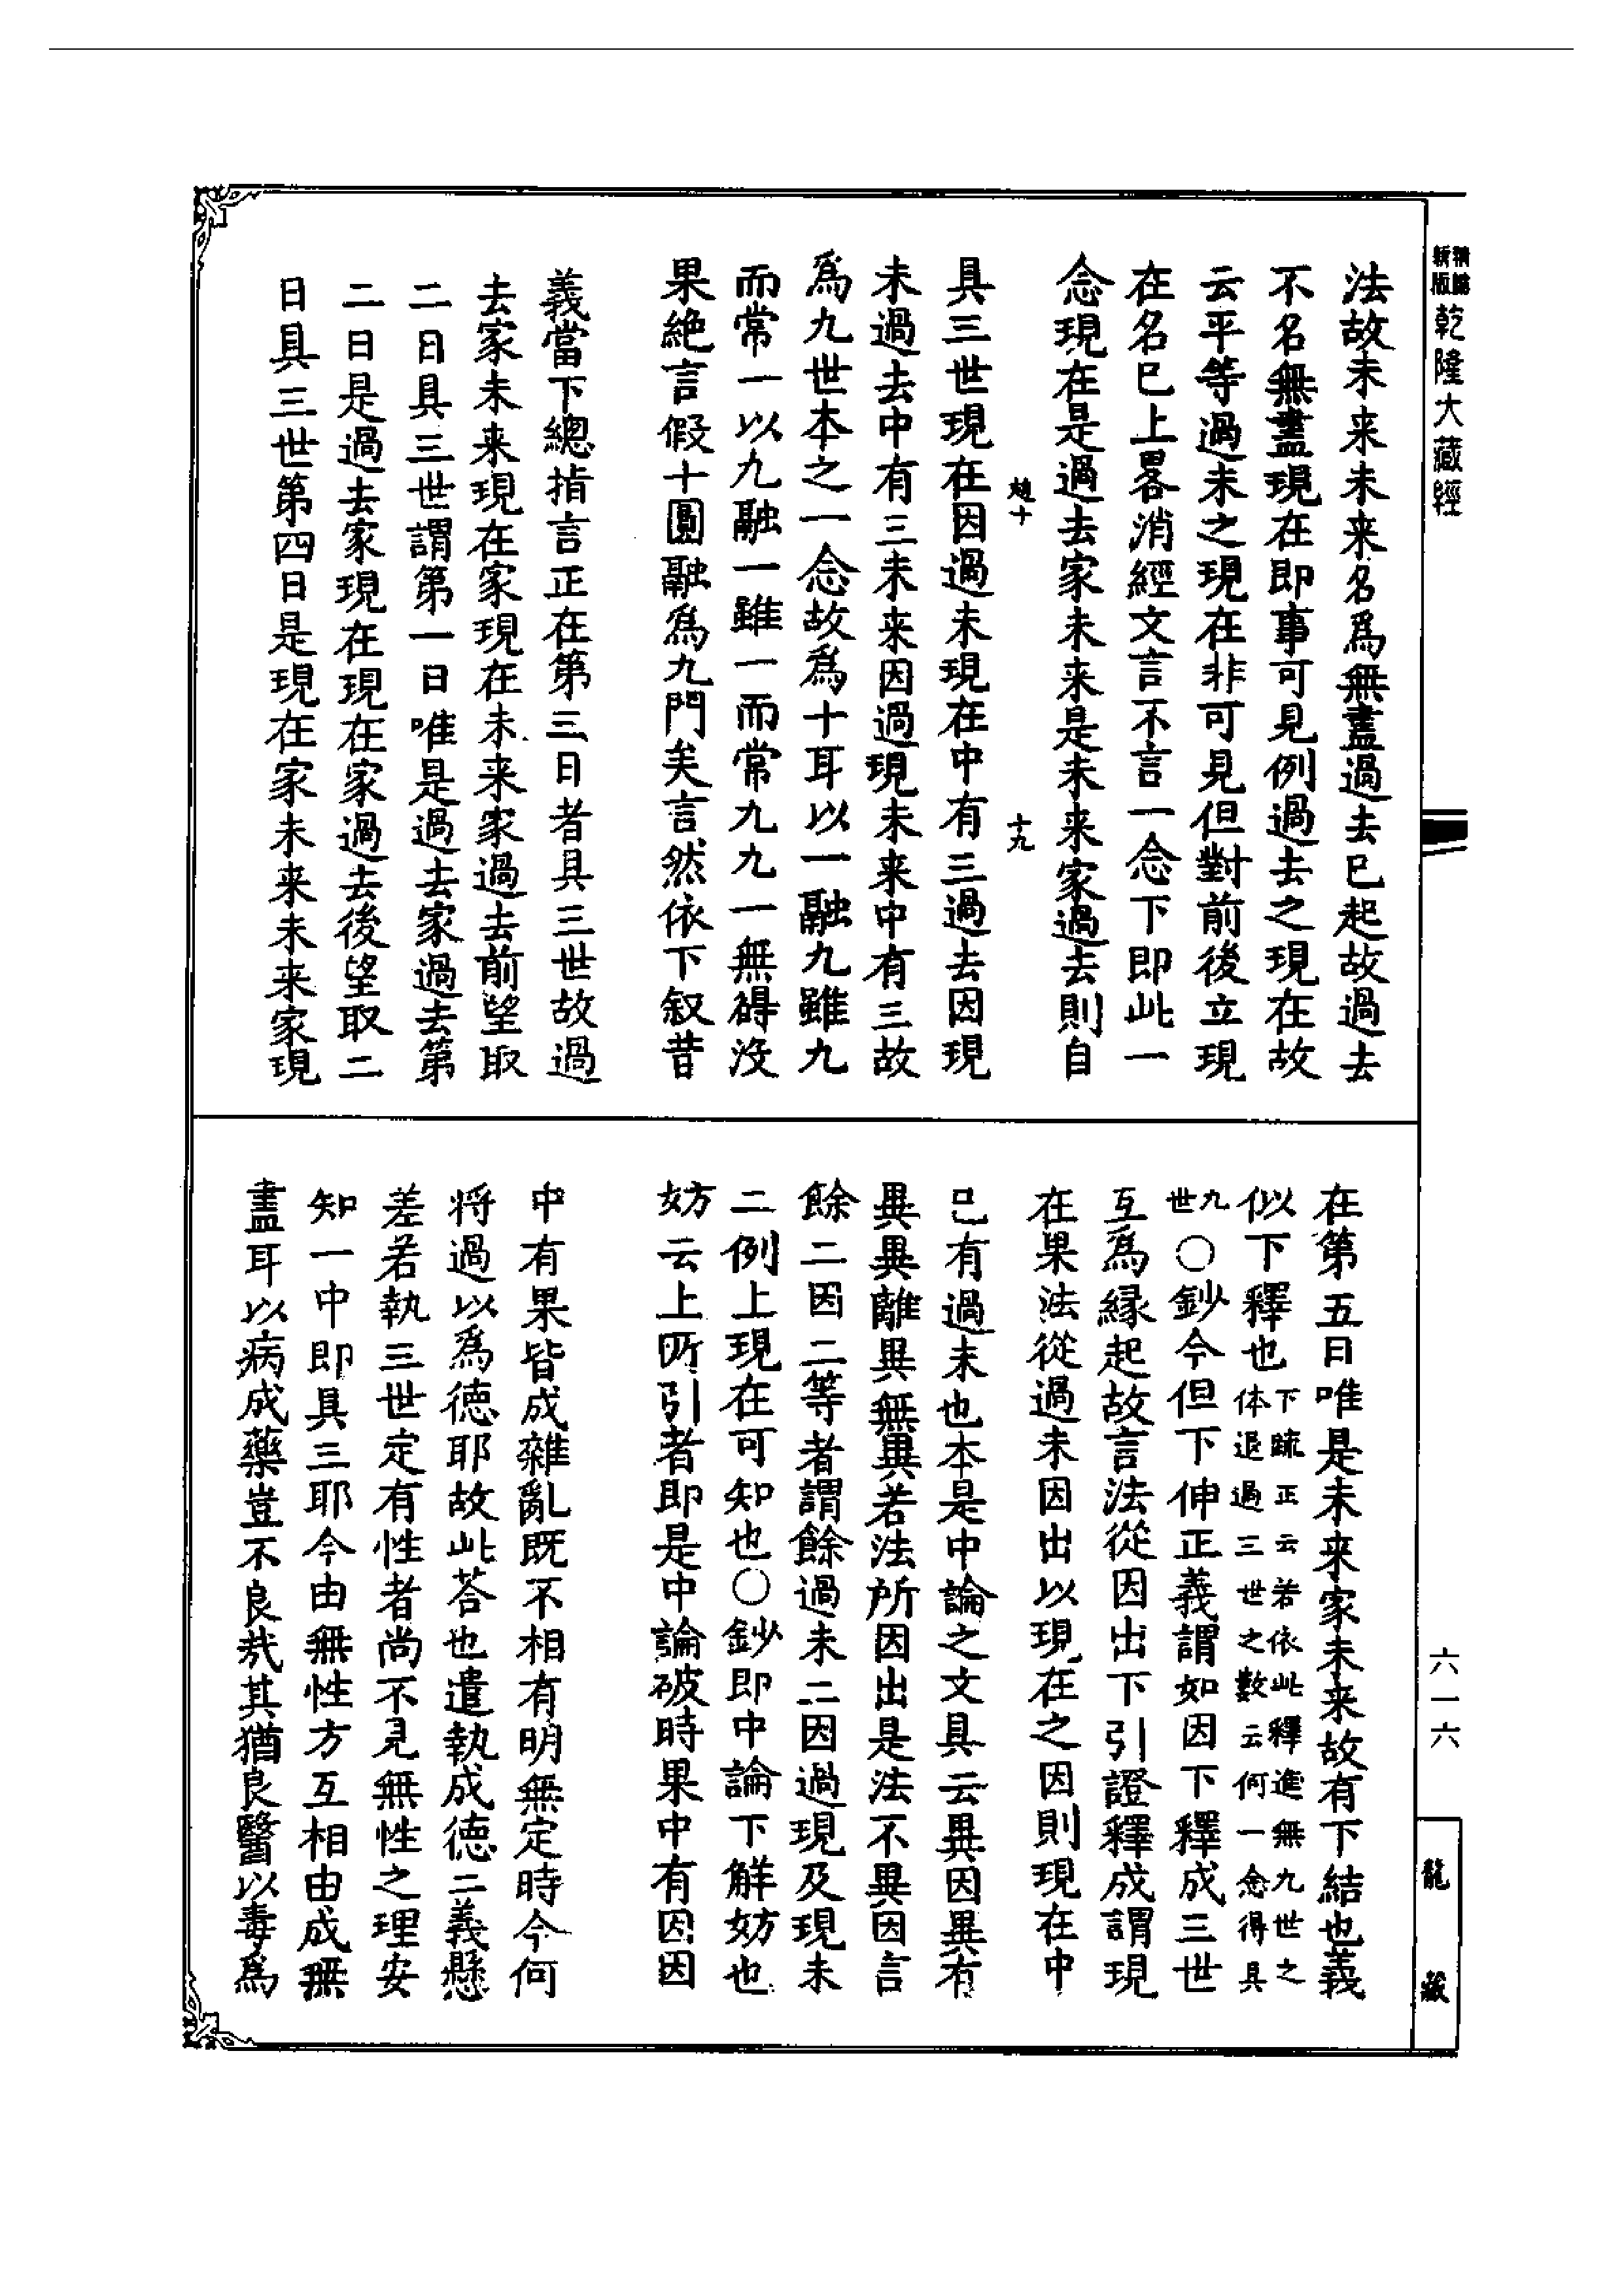 新版
精縮
乾隆大藏經
法故未来未来名爲無盡過去已起故過去
不名無盡現在即事可見例過去之現在故
云平等過未之現在非可見但對前後立現
在名已上畧消經文言不言一念下即此一
念現在是過去家未来是未来家過去則自
十九
具三世現在因過未現在中有三過去因現
未過去中有三未来因過現未来中有三故
爲九世本之一念故爲十耳以一融九雖九
而常一以九融一雖一而常九九一無碍没
果絶言假十圓融爲九門矣言然依下叙昔
義當下總指言正在第三日者具三世故過
去家未来現在家現在未来家過去前望取
二日具三世謂第一日唯是過去家過去第
二日是過去家現在現在家過去後望取二
日具三世第四日是現在家未来未来家現
在第五日唯是未来家未来故有下結也義
似下釋也下疏正云若依此釋進無九世之
体退過三世之數云何一念得具
九世〇鈔今但下伸正義謂如因下釋成三世
互爲緣起故言法從因出下引證釋成謂現
在果法從過未因出以現在之因則現在中
已有過未也本是中論之文具云異因異有
異異離異無異若法所因出是法不異因言
餘二因二等者謂餘過未二因過現及現未
二例上現在可知也〇鈔即中論下解妨也
妨云上所引者即是中論破時果中有因因
中有果皆成雜亂既不相有明無定時今何
将過以爲德耶故此荅也遣執成德二義懸
差若執三世定有性者尚不見無性之理安
知一中即具三耶今由無性方互相由成無
盡耳以病成藥豈不良㢤其猶良醫以毒爲
六一六
龍藏